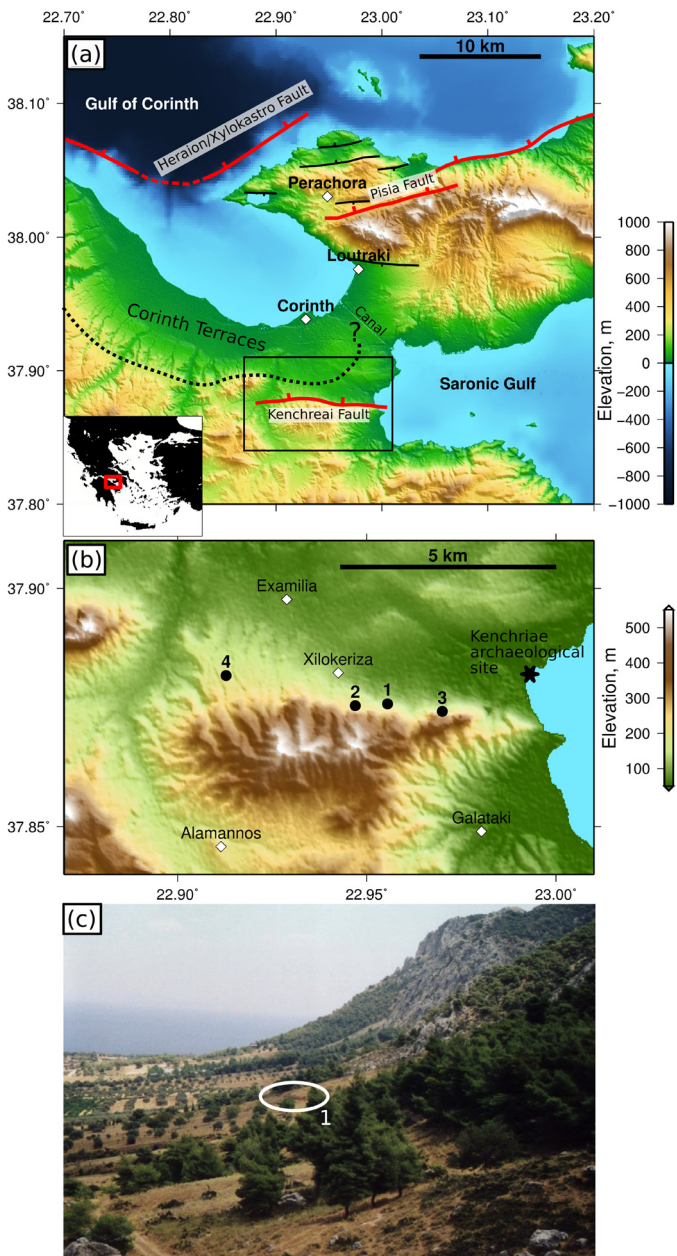 22.70° 22.80° 22.90° 23.00° 23.10° 23.20°
(a)
10 km
38.10°
Gulf of Corinth
Heraion/Xylokastro Fault
Perachora
Pisia Fault
38.00°
Loutraki
Corinth
Canal
Corinth Terraces
?
37.90°
Saronic Gulf
Kenchreai Fault
37.80°
1000
800
600
400
200
0
−200
−400
−600
−800
−1000
Elevation, m
(b)
5 km
37.90°
Examilia
Kenchriae
archaeological
site
Xilokeriza
4
2
1
3
37.85°
Alamannos
Galataki
22.90° 22.95° 23.00°
500
400
300
200
100
Elevation, m
(c)
1